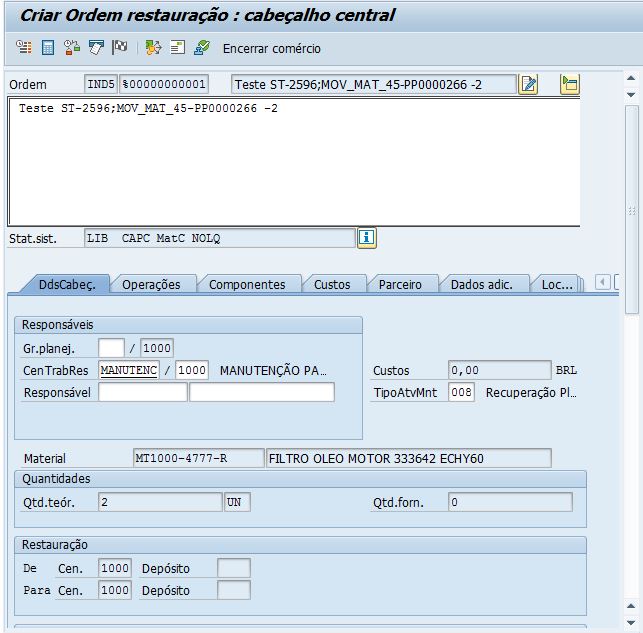 Criar Ordem restauração : cabeçalho central
Encerrar comércio
Ordem IND5 %00000000001 Teste ST-2596;MOV_MAT_45-PP0000266 -2
Teste ST-2596;MOV_MAT_45-PP0000266 -2
Stat.sist. LIB CAPC MatC NOLQ
DdsCabeç. Operações Componentes Custos Parceiro Dados adic. Loc...
Responsáveis
Gr.planej. / 1000
CenTrabRes MANUTENC / 1000 MANUTENÇÃO PA... Custos 0,00 BRL
Responsável TipoAtvMnt 008 Recuperação Pl...
Material MT1000-4777-R FILTRO OLEO MOTOR 333642 ECHY60
Quantidades
Qtd.teór. 2 UN Qtd.forn. 0
Restauração
De Cen. 1000 Depósito
Para Cen. 1000 Depósito